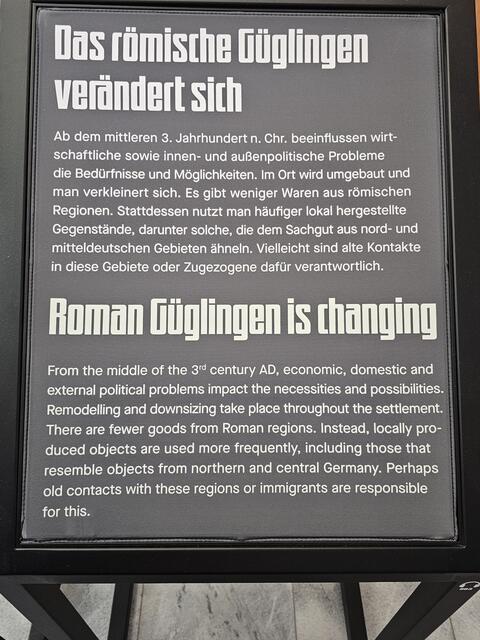 Das römische Güglingen
verändert sich
Ab dem mittleren 3. Jahrhundert n. Chr. beeinflussen wirt-
schaftliche sowie innen- und außenpolitische Probleme
die Bedürfnisse und Möglichkeiten. Im Ort wird umgebaut und
man verkleinert sich. Es gibt weniger Waren aus römischen
Regionen. Stattdessen nutzt man häufiger lokal hergestellte
Gegenstände, darunter solche, die dem Sachgut aus nord- und
mitteldeutschen Gebieten ähneln. Vielleicht sind alte Kontakte
in diese Gebiete oder Zugezogene dafür verantwortlich.
Roman Güglingen is changing
From the middle of the 3rd century AD, economic, domestic and
external political problems impact the necessities and possibilities.
Remodelling and downsizing take place throughout the settlement.
There are fewer goods from Roman regions. Instead, locally pro-
duced objects are used more frequently, including those that
resemble objects from northern and central Germany. Perhaps
old contacts with these regions or immigrants are responsible
for this.